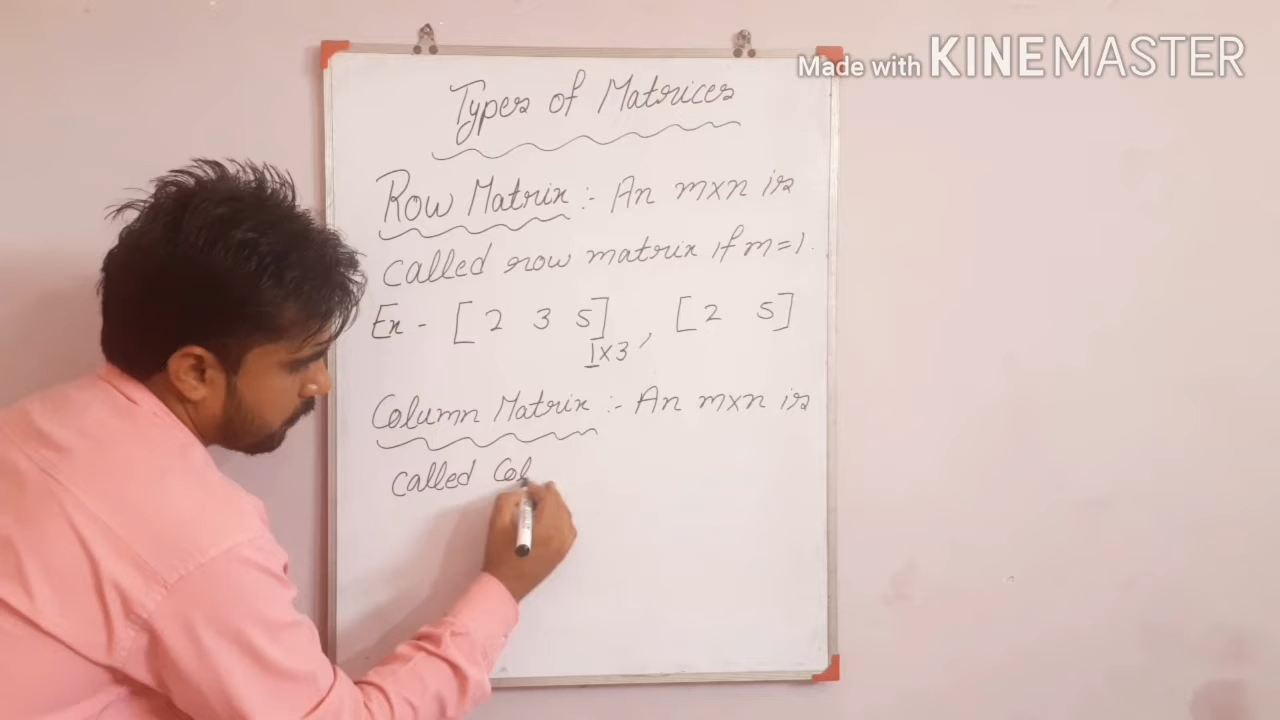 Made with KINEMASTER
Types of Matrices
Row Matrix :- An m×n is
called row matrix if m=1.
Ex - [ 2 3 5]
1×3 , [ 2 5]
Column Matrix :- An m×n is
called Col